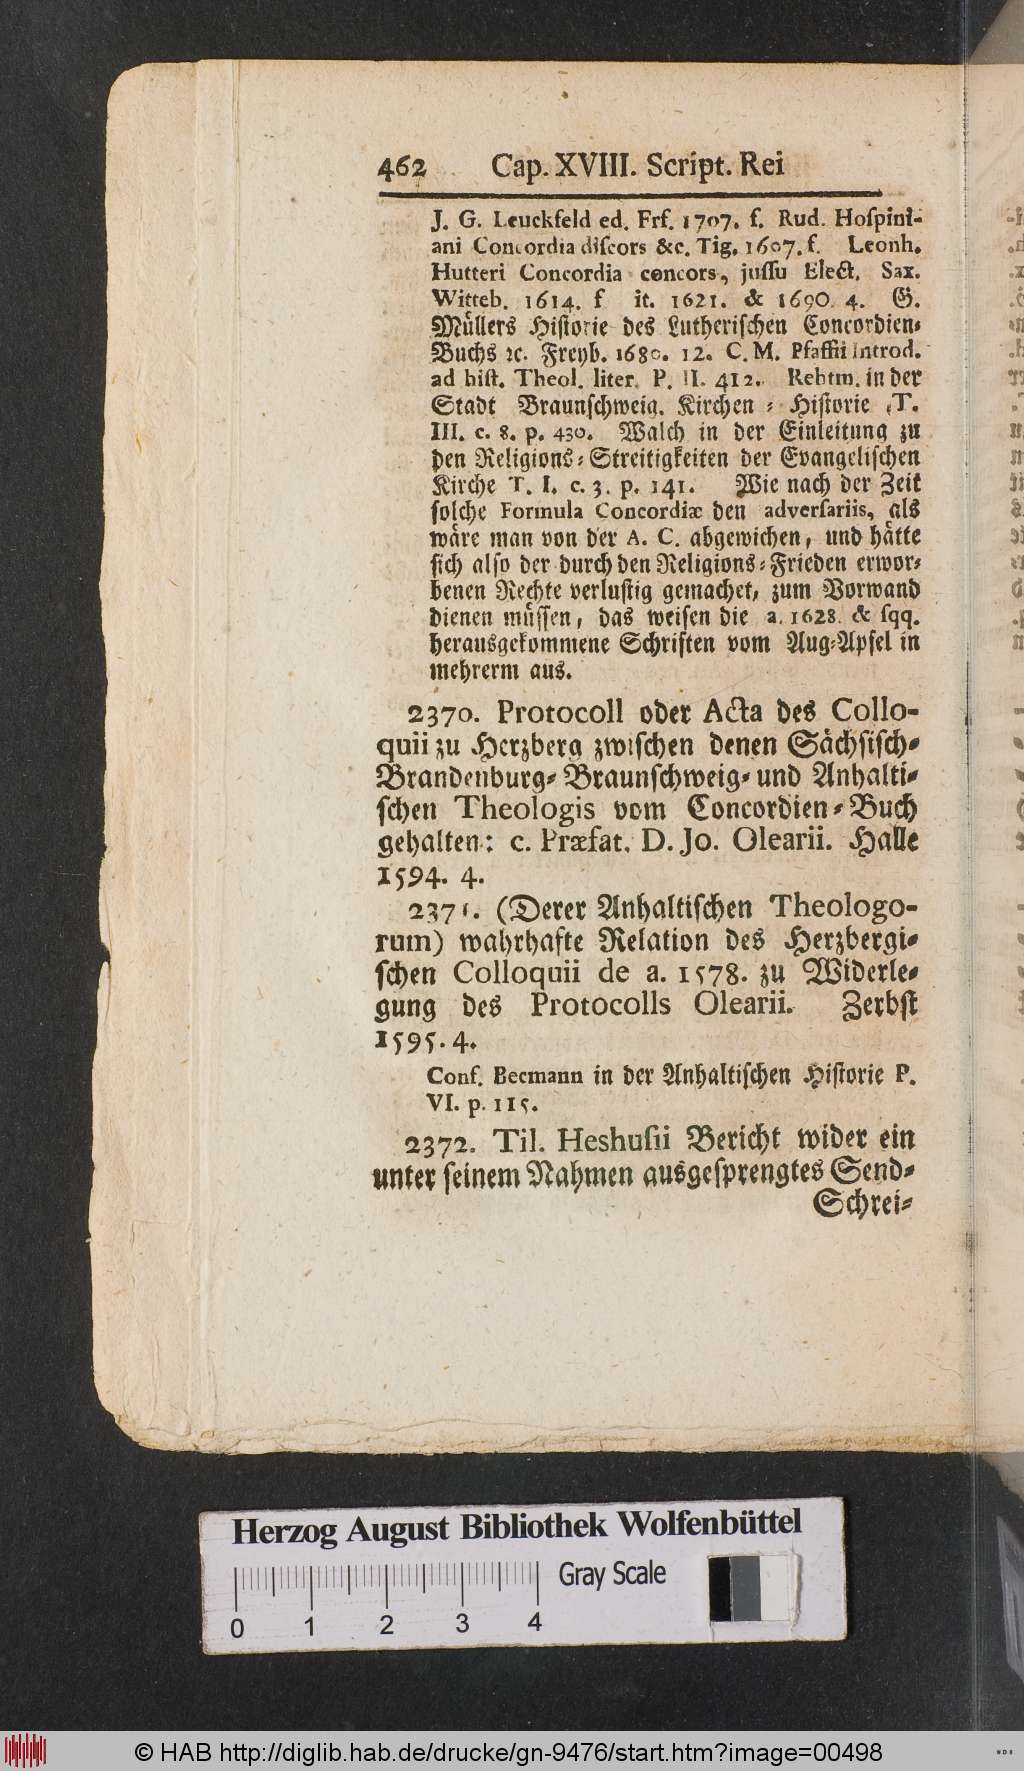 462 Cap. XVIII. Script. Rei
J. G. Leuckfeld ed. Frf. 1707. f. Rud. Hoſpini-
ani Concordia diſcors &c. Tig. 1607. f. Leonh.
Hutteri Concordia concors, juſſu Elect. Sax.
Witteb. 1614. f it. 1621. & 1690. 4. G.
Müllers Hiſtorie des Lutheriſchen Concordien-
Buchs ꝛc. Freyb. 1680. 12. C. M. Pfaffii Introd.
ad hiſt. Theol. liter. P. II. 412. Rehtm. in der
Stadt Braunſchweig. Kirchen-Hiſtorie T.
III. c. 8. p. 430. Walch in der Einleitung zu
den Religions-Streitigkeiten der Evangeliſchen
Kirche T. I. c. 3. p. 141. Wie nach der Zeit
ſolche Formula Concordiæ den adverſariis, als
wäre man von der A. C. abgewichen, und hätte
ſich alſo der durch den Religions-Frieden erwor-
benen Rechte verluſtig gemachet, zum Vorwand
dienen müſſen, das weiſen die a. 1628. & ſqq.
herausgekommene Schriften vom Aug-Apfel in
mehrerm aus.
2370. Protocoll oder Acta des Collo-
quii zu Herzberg zwiſchen denen Sächſiſch-
Brandenburg-Braunſchweig-und Anhalti-
ſchen Theologis vom Concordien-Buch
gehalten: c. Præfat. D. Jo. Olearii. Halle
1594. 4.
2371. (Derer Anhaltiſchen Theologo-
rum) wahrhafte Relation des Herzbergi-
ſchen Colloquii de a. 1578. zu Widerle-
gung des Protocolls Olearii. Zerbſt
1595. 4.
Conf. Becmann in der Anhaltiſchen Hiſtorie P.
VI. p. 115.
2372. Til. Heshuſii Bericht wider ein
unter ſeinem Nahmen ausgeſprengtes Send-
Schrei-
Herzog August Bibliothek Wolfenbüttel
Gray Scale
0 1 2 3 4
© HAB http://diglib.hab.de/drucke/gn-9476/start.htm?image=00498